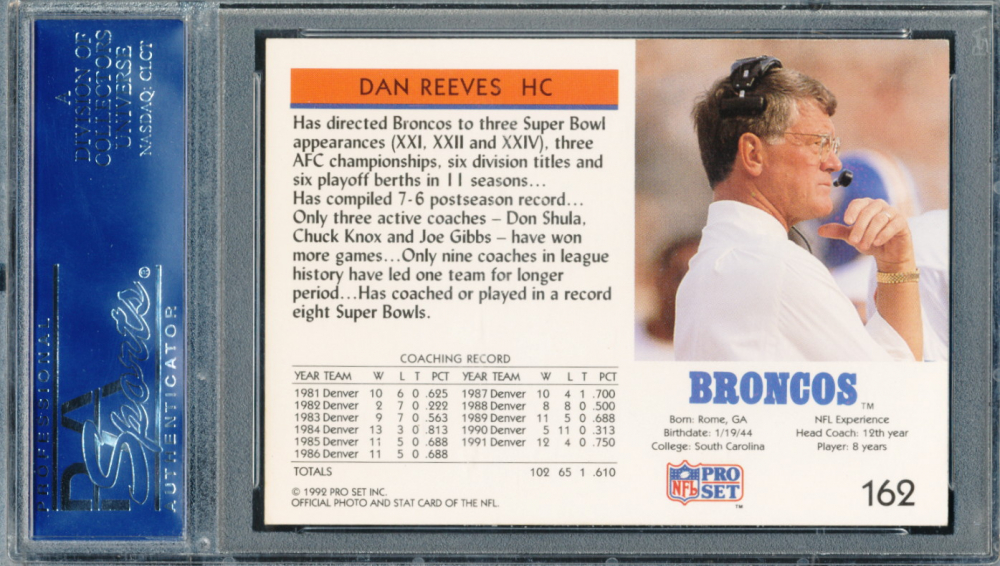 A
DIVISION OF
COLLECTORS
UNIVERSE
NASDAQ: CLCT
PROFESSIONAL
PSA
Sports ®
AUTHENTICATOR
DAN REEVES HC
Has directed Broncos to three Super Bowl
appearances (XXI, XXII and XXIV), three
AFC championships, six division titles and
six playoff berths in 11 seasons...
Has compiled 7-6 postseason record...
Only three active coaches – Don Shula,
Chuck Knox and Joe Gibbs – have won
more games...Only nine coaches in league
history have led one team for longer
period...Has coached or played in a record
eight Super Bowls.
COACHING RECORD
YEAR TEAM W L T PCT YEAR TEAM W L T PCT
1981 Denver 10 6 0 .625 1987 Denver 10 4 1 .700
1982 Denver 2 7 0 .222 1988 Denver 8 8 0 .500
1983 Denver 9 7 0 .563 1989 Denver 11 5 0 .688
1984 Denver 13 3 0 .813 1990 Denver 5 11 0 .313
1985 Denver 11 5 0 .688 1991 Denver 12 4 0 .750
1986 Denver 11 5 0 .688
TOTALS 102 65 1 .610
© 1992 PRO SET INC.
OFFICIAL PHOTO AND STAT CARD OF THE NFL.
BRONCOS TM
Born: Rome, GA
Birthdate: 1/19/44
College: South Carolina
NFL Experience
Head Coach: 12th year
Player: 8 years
NFL PRO SET TM
162